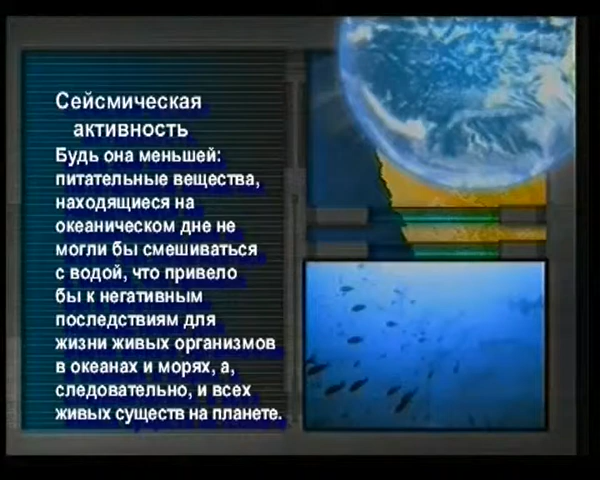 Сейсмическая
активность
Будь она меньшей:
питательные вещества,
находящиеся на
океаническом дне не
могли бы смешиваться
с водой, что привело
бы к негативным
последствиям для
жизни живых организмов
в океанах и морях, а,
следовательно, и всех
живых существ на планете.